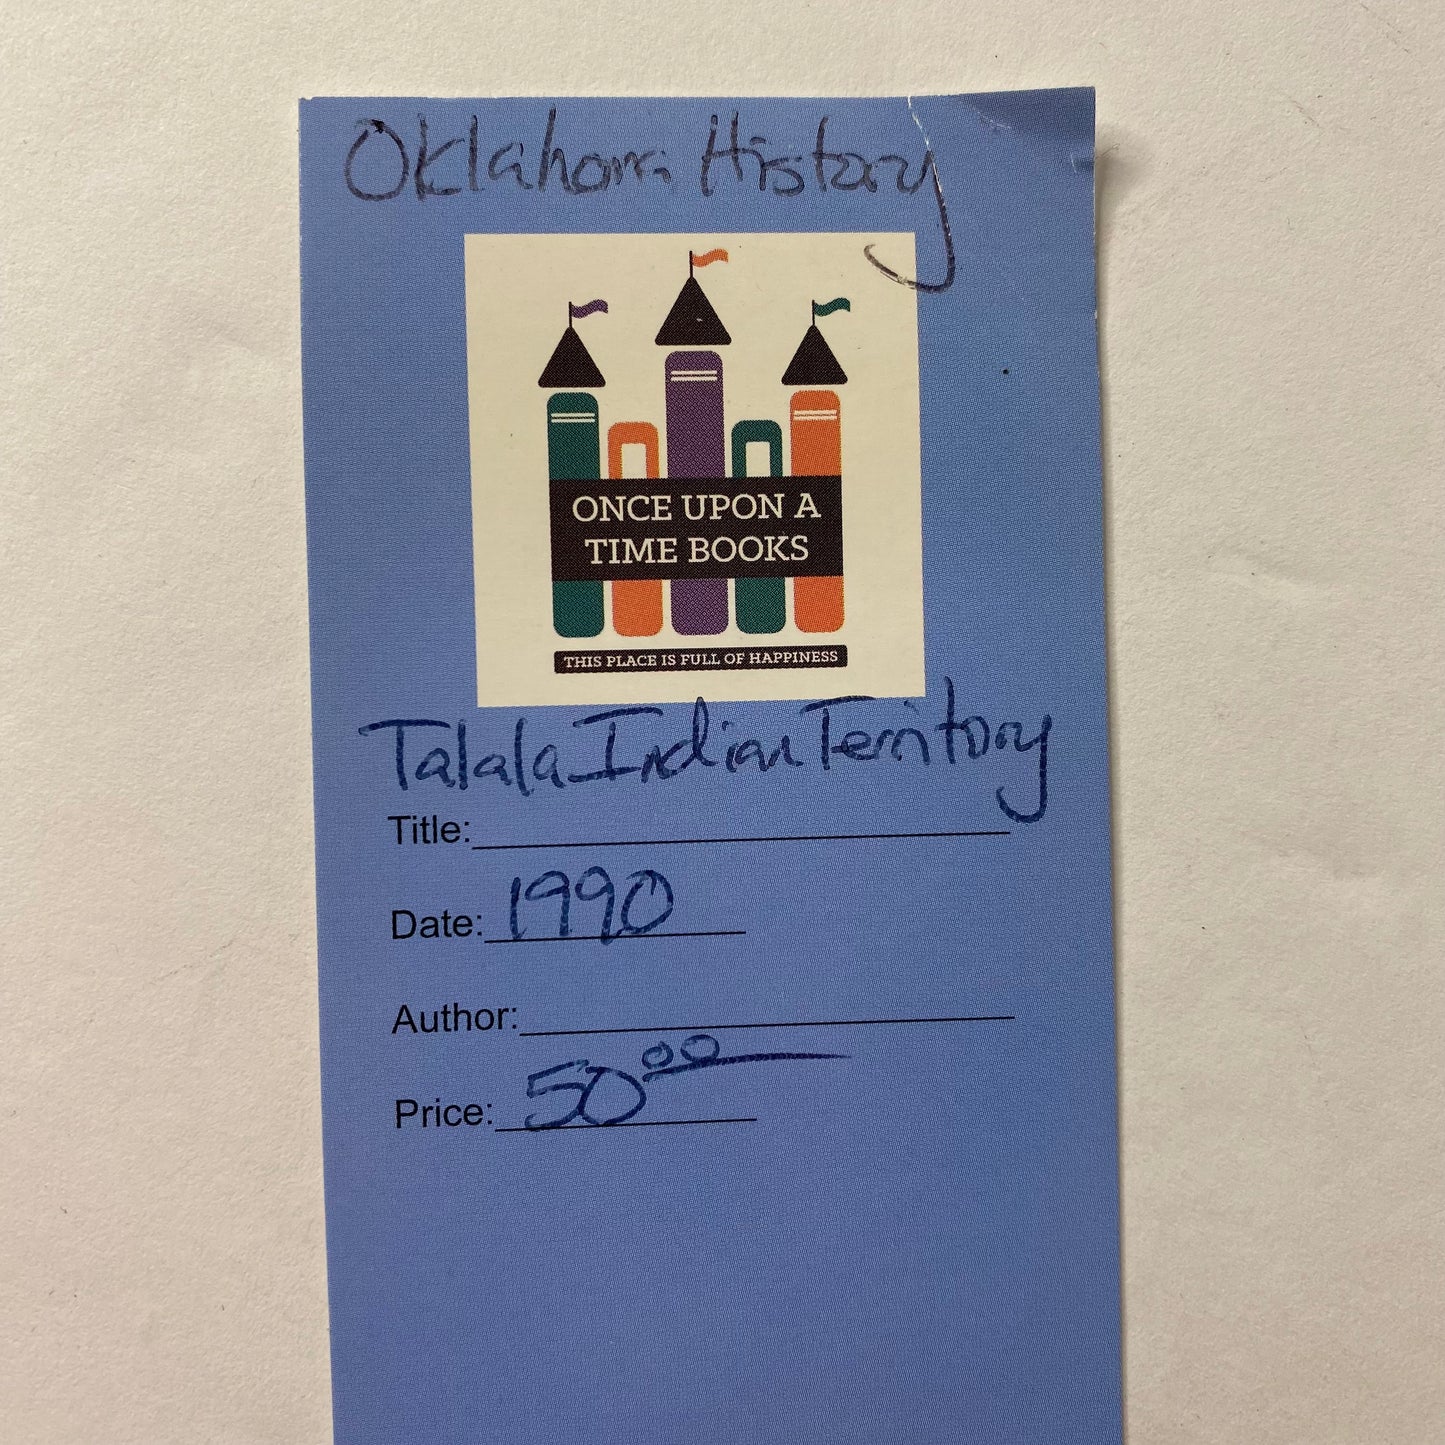 Oklahoma History
ONCE UPON A
TIME BOOKS
THIS PLACE IS FULL OF HAPPINESS
Talala Indian Territory
Title:
Date: 1990
Author:
Price: 50.00